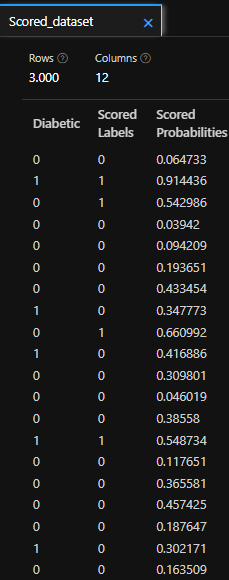 Scored_dataset ×
Rows ? Columns ?
3.000 12
Diabetic Scored Labels Scored Probabilities
0 0 0.064733
1 1 0.914436
0 1 0.542986
0 0 0.03942
0 0 0.094209
0 0 0.193651
0 0 0.433454
1 0 0.347773
0 1 0.660992
1 0 0.416886
0 0 0.309801
0 0 0.046019
0 0 0.38558
1 1 0.548734
0 0 0.117651
0 0 0.365581
0 0 0.457425
0 0 0.187647
1 0 0.302171
0 0 0.163509